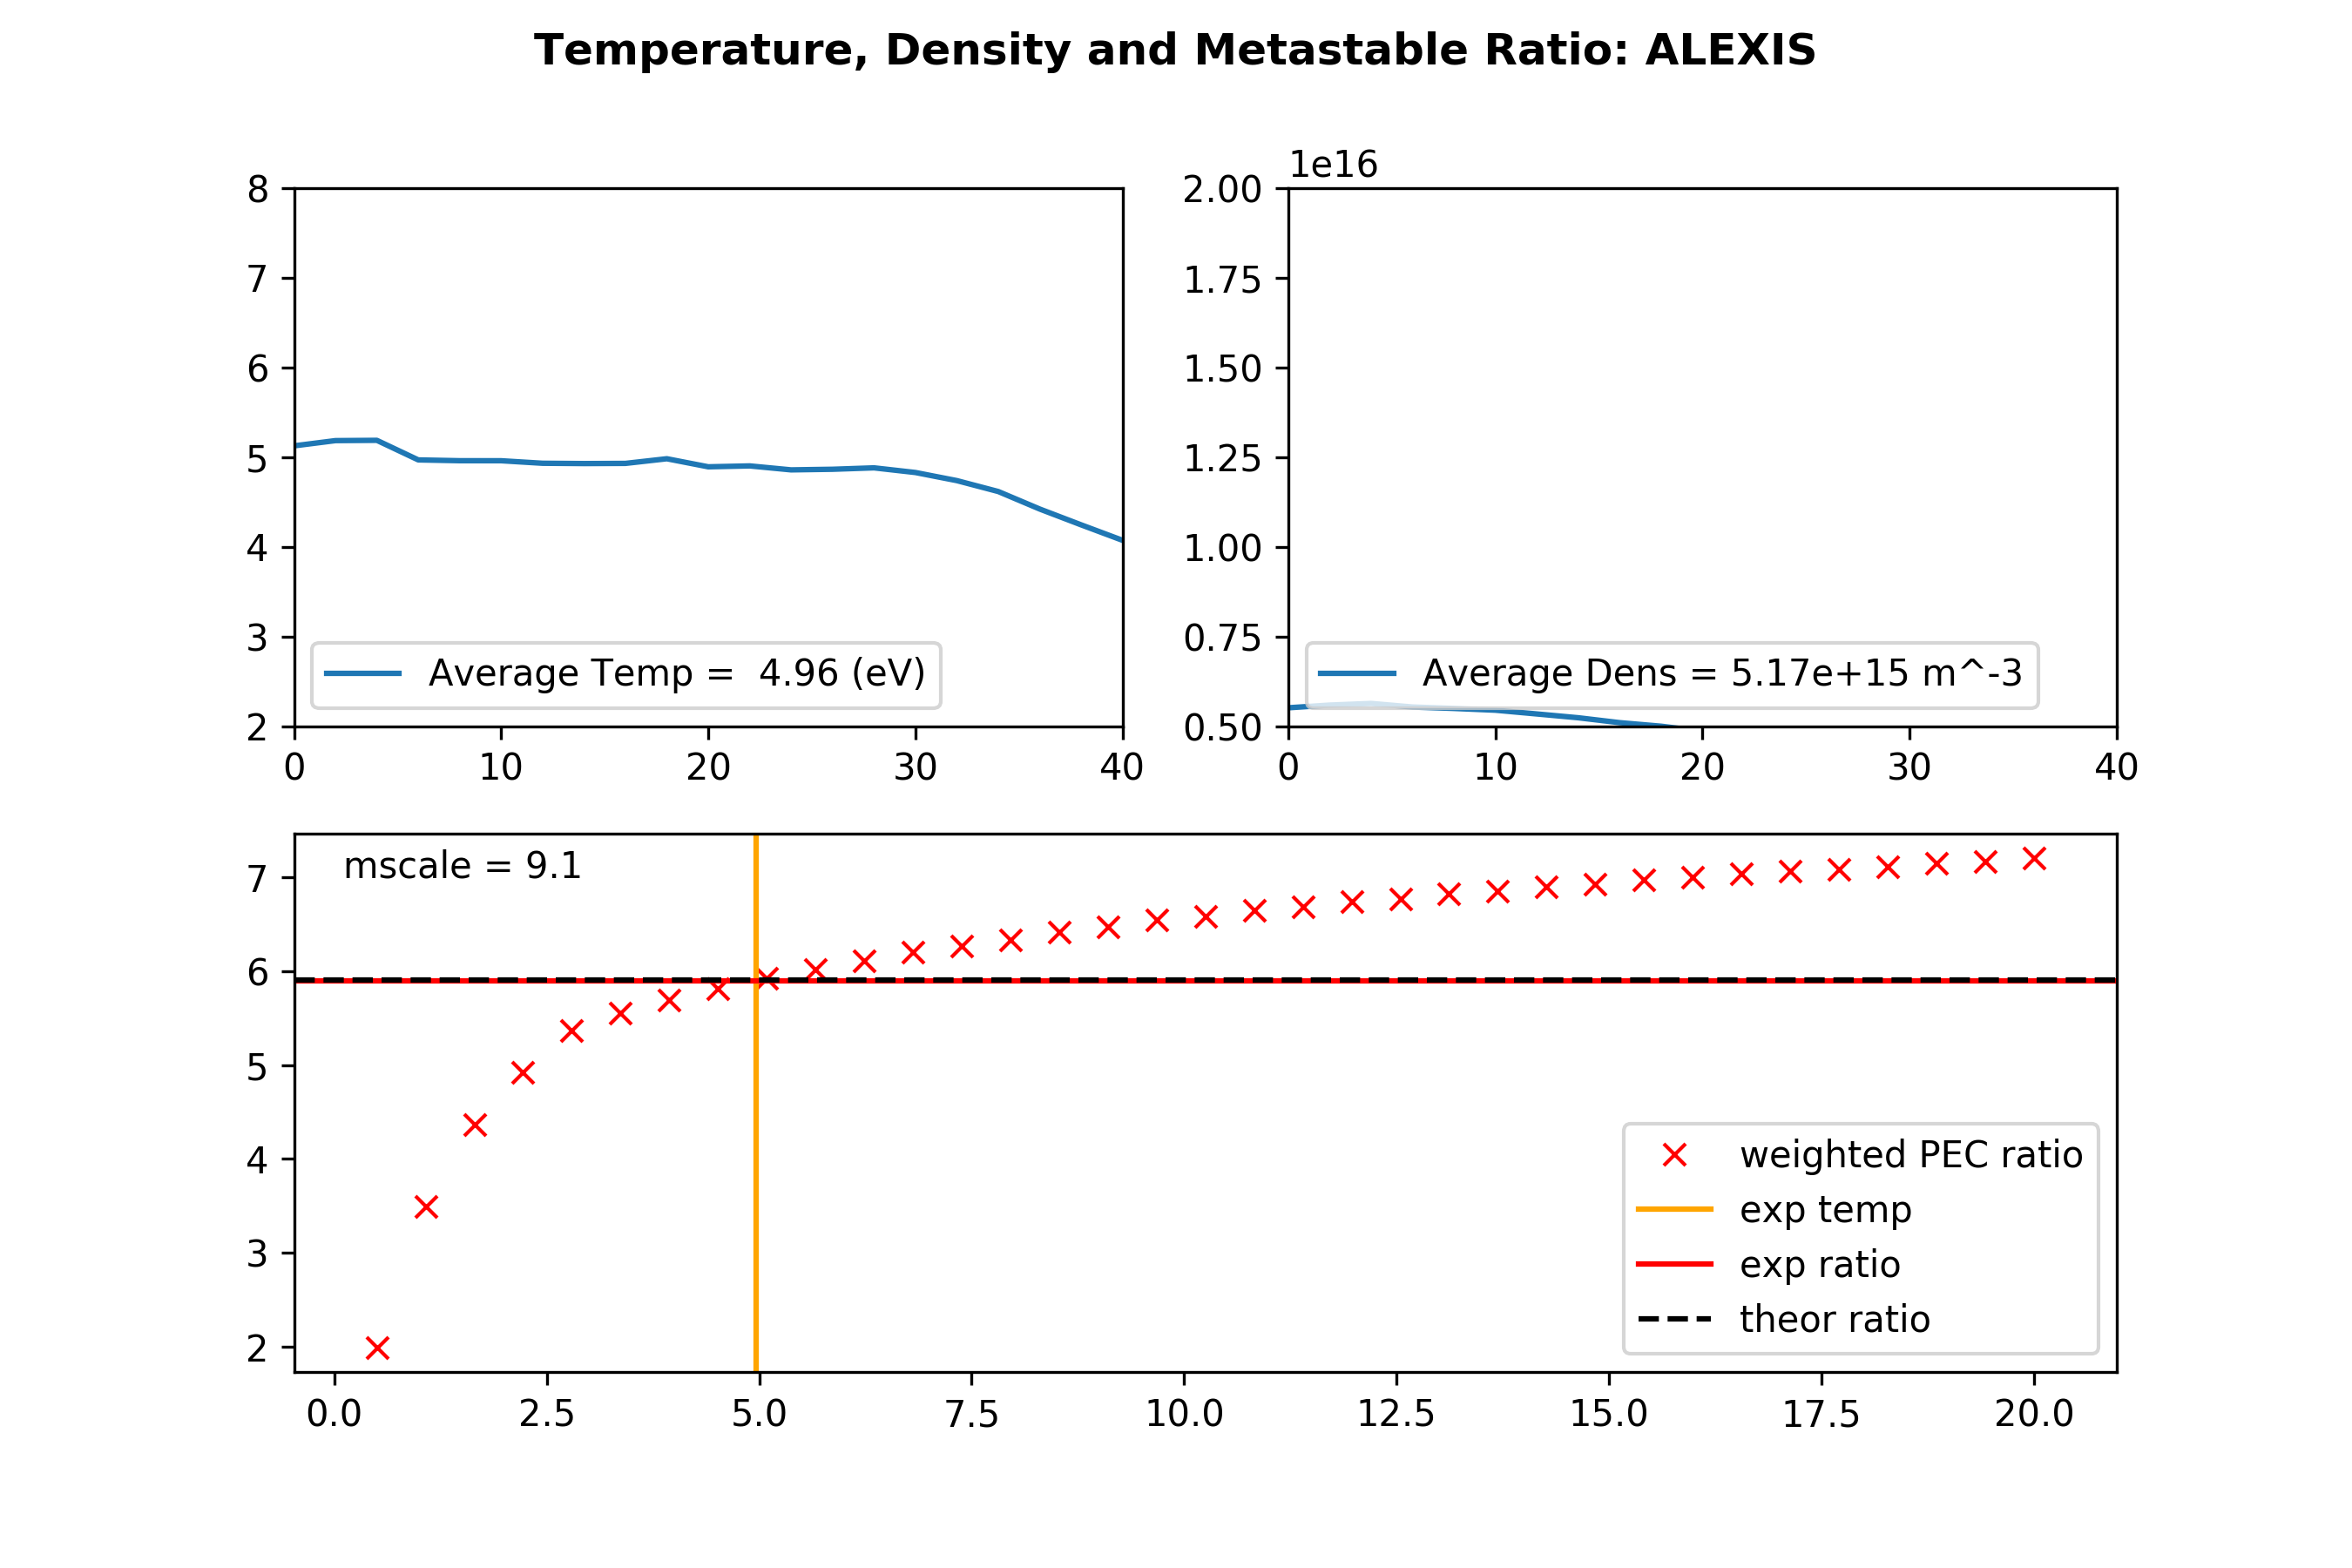 Temperature, Density and Metastable Ratio: ALEXIS
8
7
6
5
4
3
2
0 10 20 30 40
Average Temp =  4.96 (eV)
1e16
2.00
1.75
1.50
1.25
1.00
0.75
0.50
0 10 20 30 40
Average Dens = 5.17e+15 m^-3
mscale = 9.1
7
6
5
4
3
2
0.0 2.5 5.0 7.5 10.0 12.5 15.0 17.5 20.0
weighted PEC ratio
exp temp
exp ratio
theor ratio